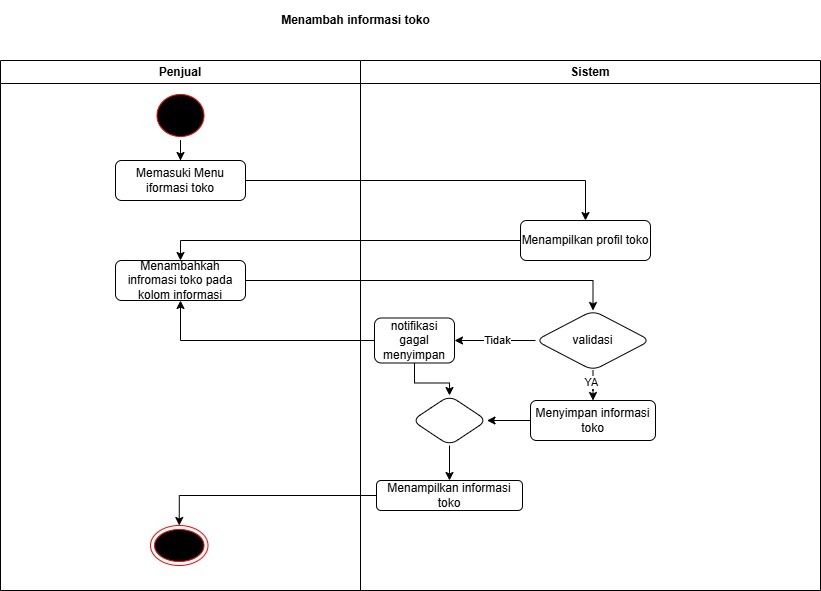 Menambah informasi toko
Penjual
Sistem
Memasuki Menu
iformasi toko
Menampilkan profil toko
Menambahkah
infromasi toko pada
kolom informasi
notifikasi
gagal
menyimpan
Tidak
validasi
YA
Menyimpan informasi
toko
Menampilkan informasi
toko